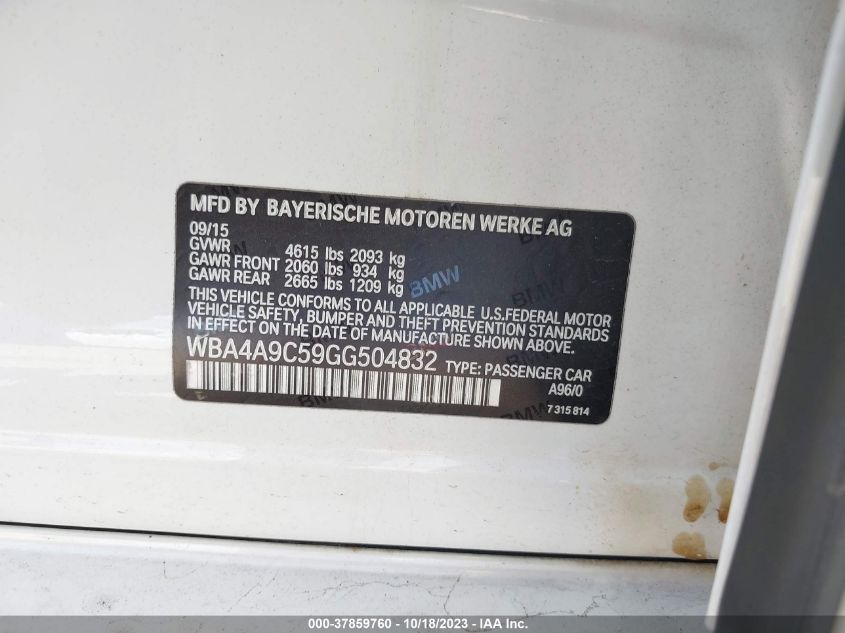 MFD BY BAYERISCHE MOTOREN WERKE AG
09/15
GVWR 4615 lbs 2093 kg
GAWR FRONT 2060 lbs 934 kg
GAWR REAR 2665 lbs 1209 kg
BMW
THIS VEHICLE CONFORMS TO ALL APPLICABLE U.S.FEDERAL MOTOR
VEHICLE SAFETY, BUMPER AND THEFT PREVENTION STANDARDS
IN EFFECT ON THE DATE OF MANUFACTURE SHOWN ABOVE.
WBA4A9C59GG504832 TYPE: PASSENGER CAR
A96/0
BMW
BMW
7 315 814
000-37859760 - 10/18/2023 - IAA Inc.